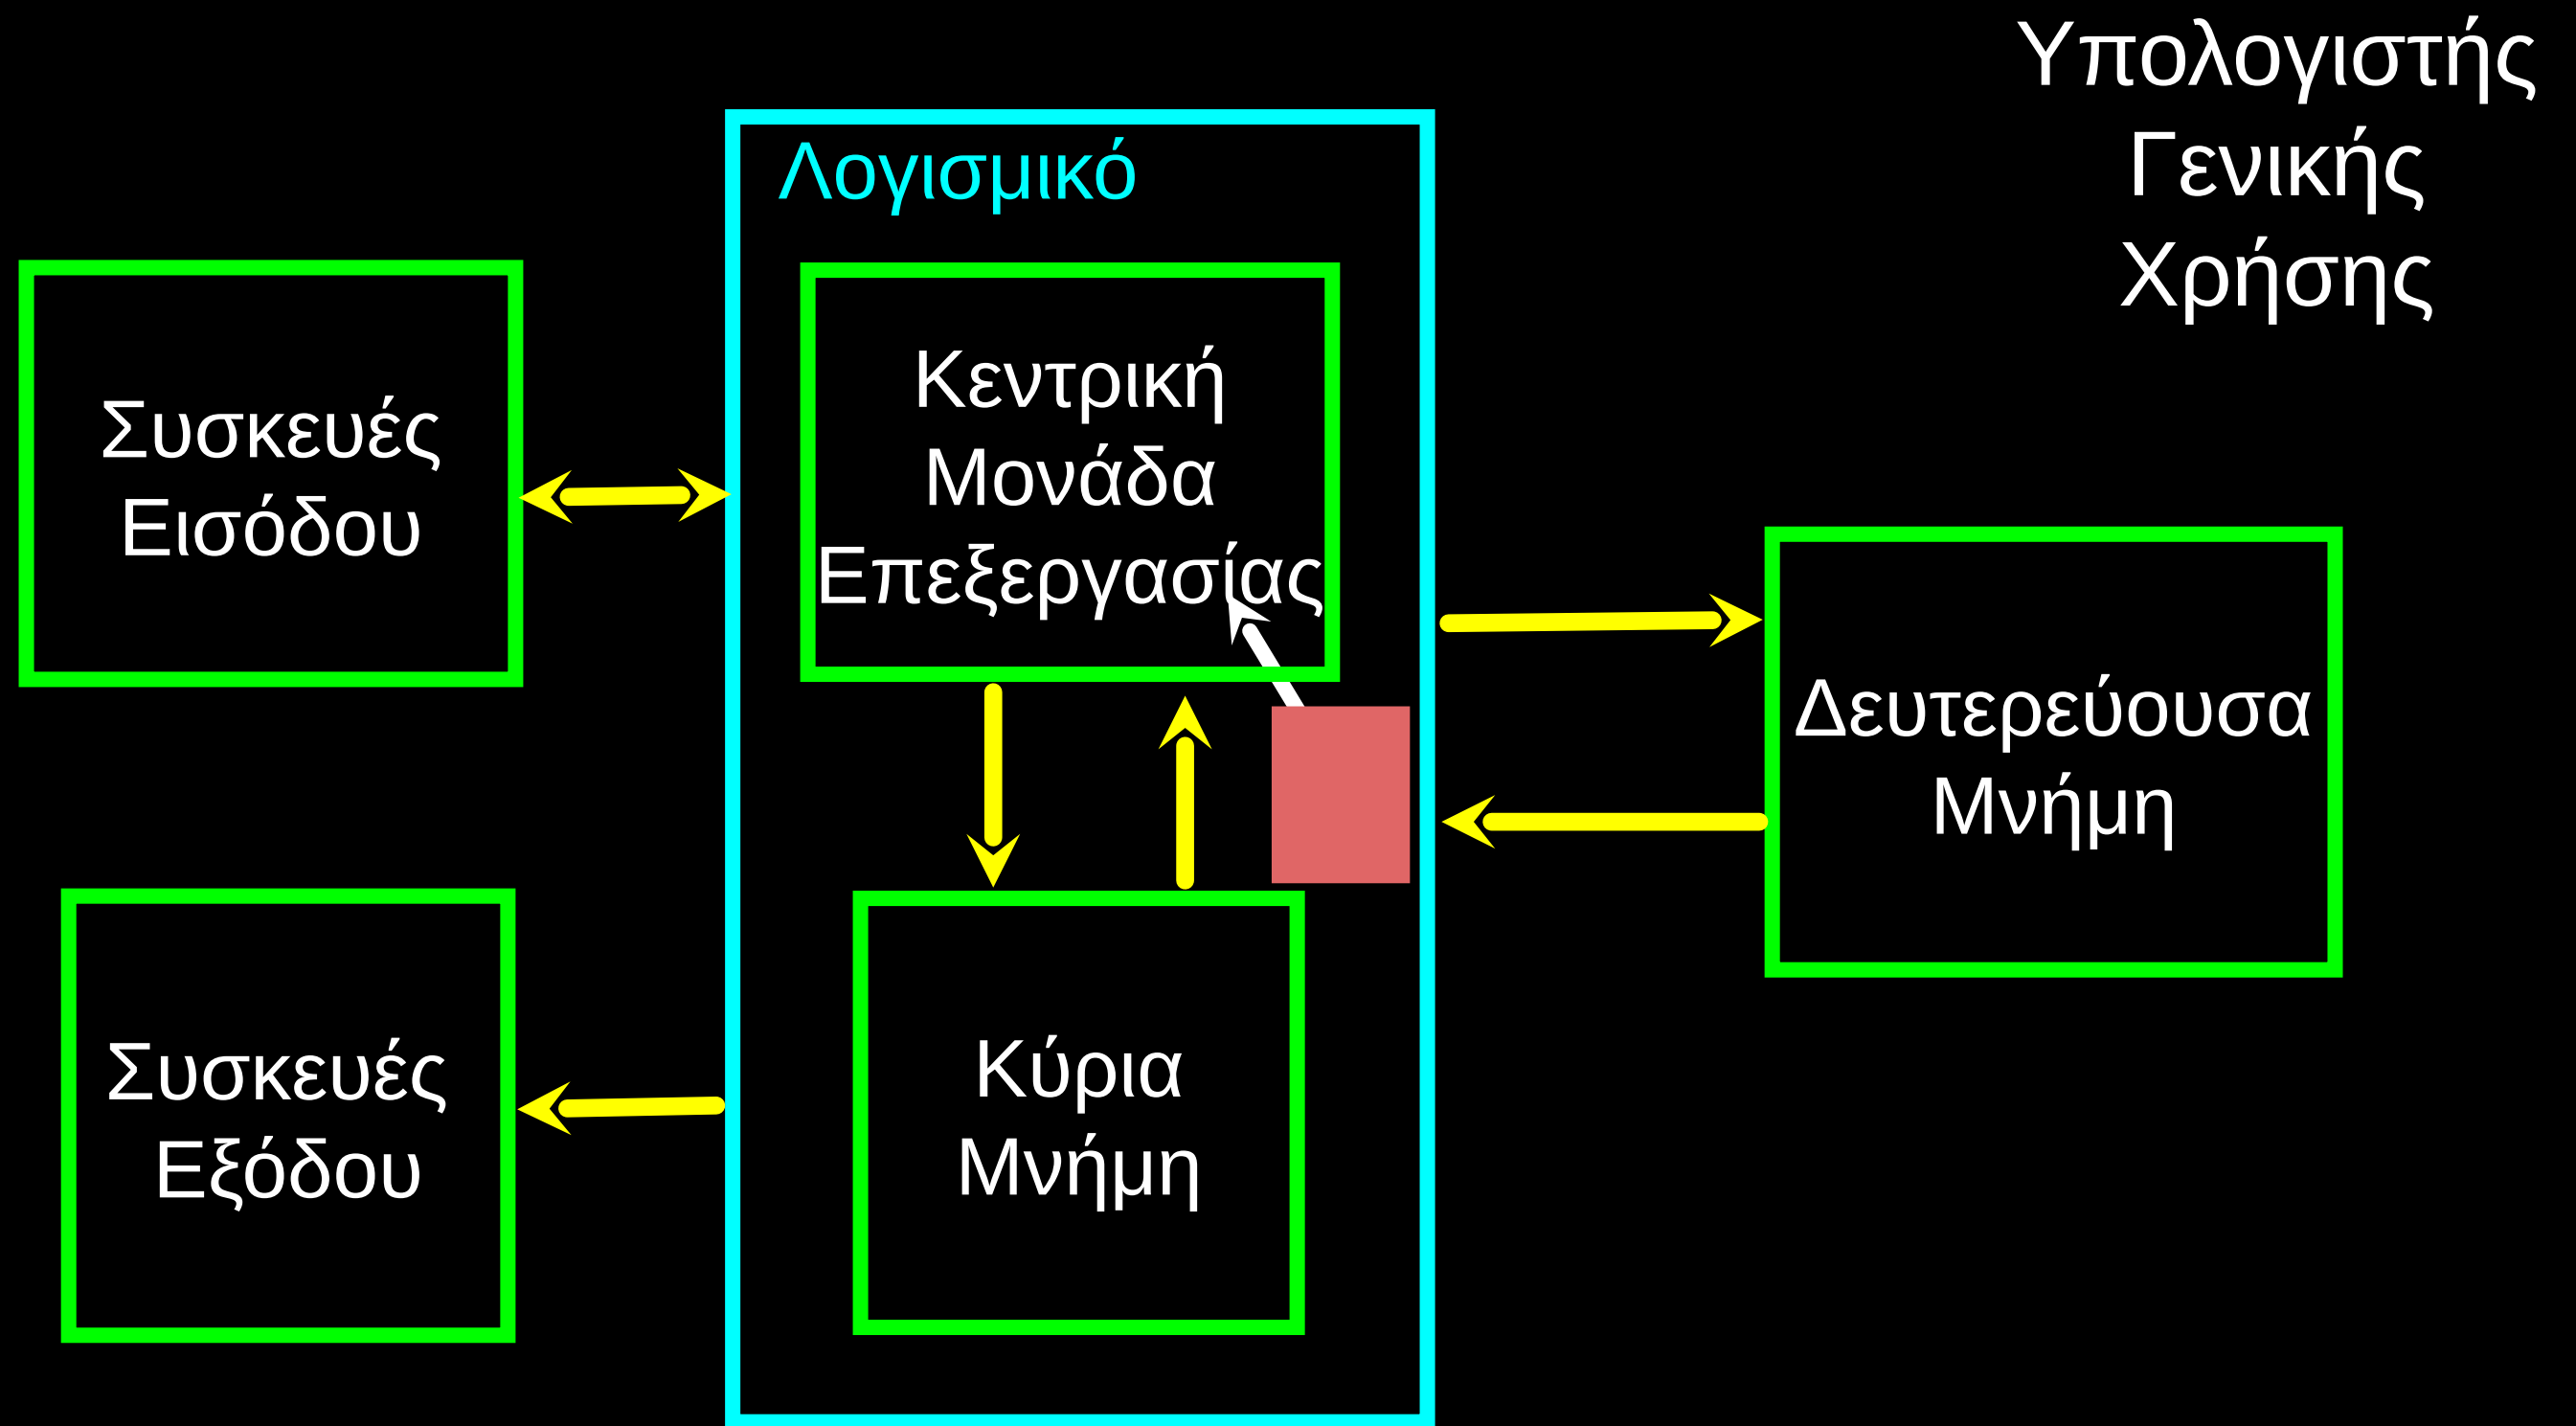 Υπολογιστής
Γενικής
Χρήσης
Λογισμικό
Συσκευές
Εισόδου
Κεντρική
Μονάδα
Επεξεργασίας
Δευτερεύουσα
Μνήμη
Συσκευές
Εξόδου
Κύρια
Μνήμη